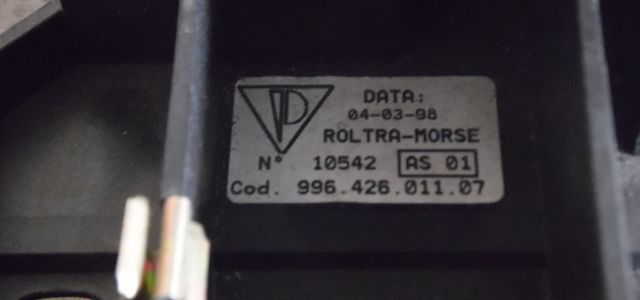 DATA:
04-03-98
ROLTRA-MORSE
N° 10542 AS 01
Cod. 996.426.011.07